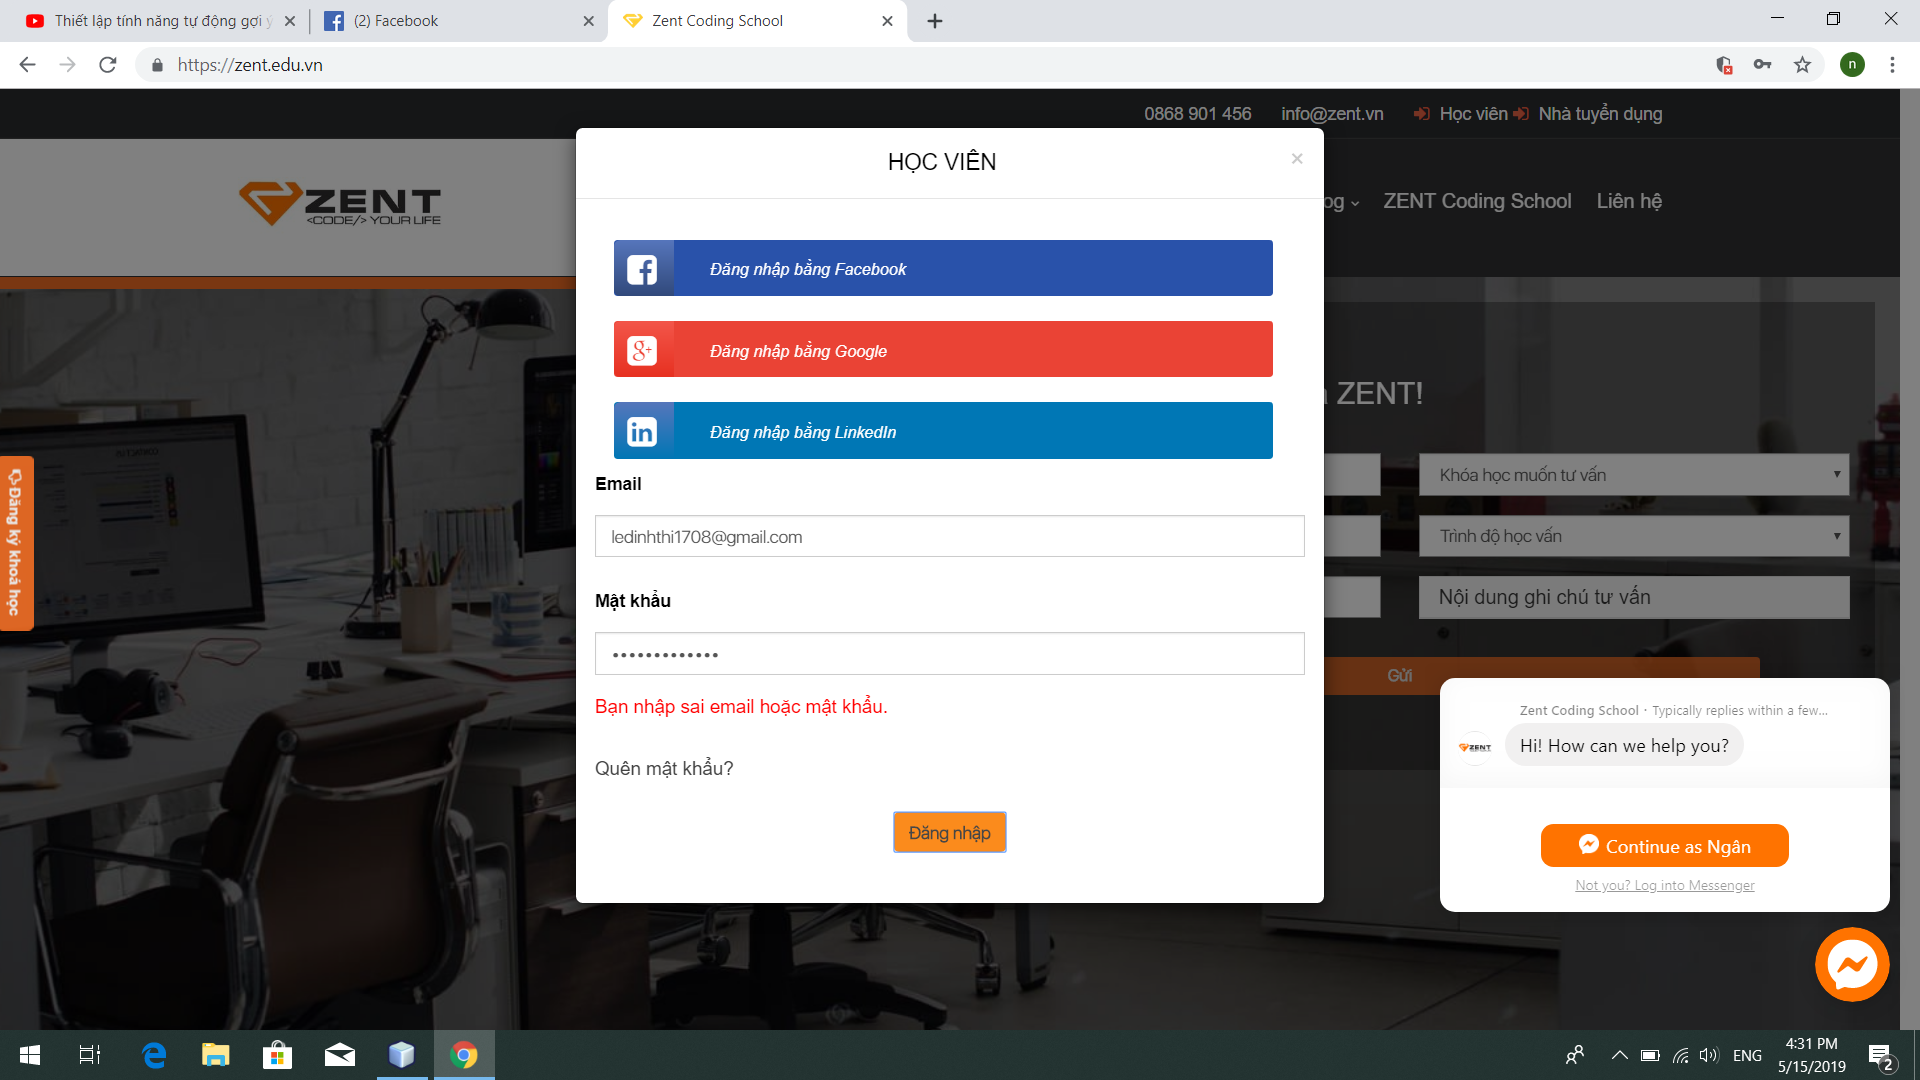 Thiết lập tính năng tự động gợi ý
(2) Facebook
Zent Coding School
https://zent.edu.vn
n
0868 901 456
info@zent.vn
Học viên
Nhà tuyển dụng
ZENT
<CODE/> YOUR LIFE
og
ZENT Coding School
Liên hệ
HỌC VIÊN
×
Đăng nhập bằng Facebook
g+
Đăng nhập bằng Google
in
Đăng nhập bằng LinkedIn
Email
ledinhthi1708@gmail.com
Mật khẩu
•••••••••••••
Bạn nhập sai email hoặc mật khẩu.
Quên mật khẩu?
Đăng nhập
Đăng ký khoá học
ZENT!
Khóa học muốn tư vấn
Trình độ học vấn
Nội dung ghi chú tư vấn
Gửi
Zent Coding School · Typically replies within a few...
ZENT
Hi! How can we help you?
Continue as Ngân
Not you? Log into Messenger
ENG
4:31 PM
5/15/2019
2